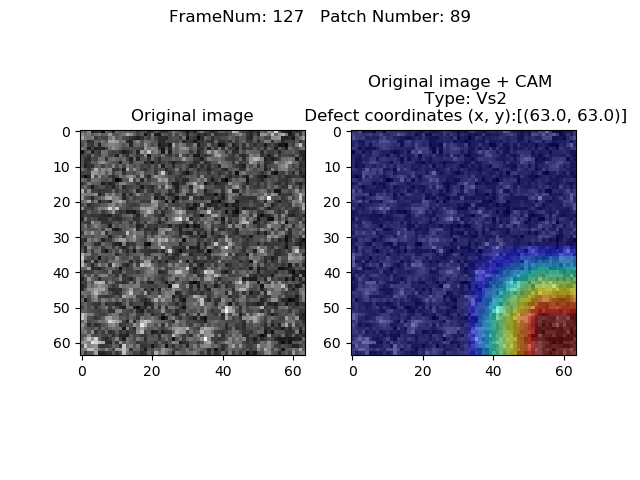 FrameNum: 127   Patch Number: 89
Original image
0
10
20
30
40
50
60
0 20 40 60
Original image + CAM
Type: Vs2
Defect coordinates (x, y):[(63.0, 63.0)]
0
10
20
30
40
50
60
0 20 40 60